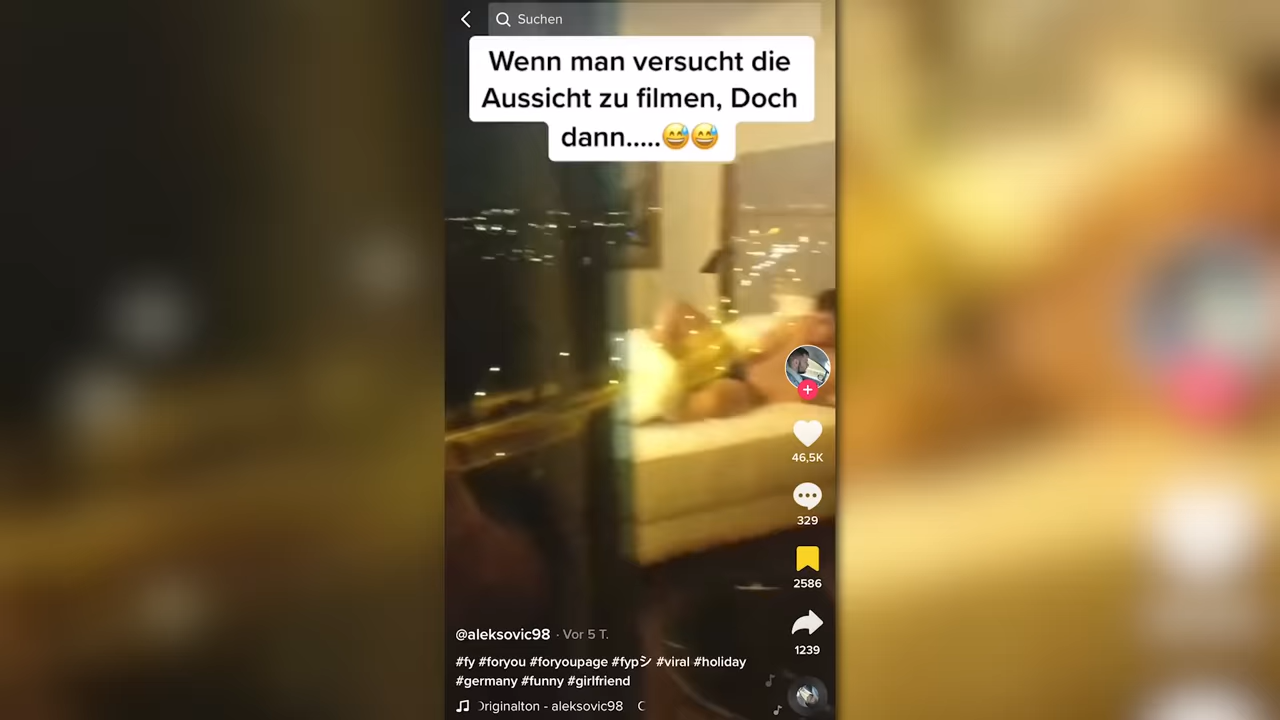 Suchen
Wenn man versucht die
Aussicht zu filmen, Doch
dann.....😅😅
46,5K
329
2586
1239
@aleksovic98 · Vor 5 T.
#fy #foryou #foryoupage #fypシ #viral #holiday
#germany #funny #girlfriend
Originalton - aleksovic98